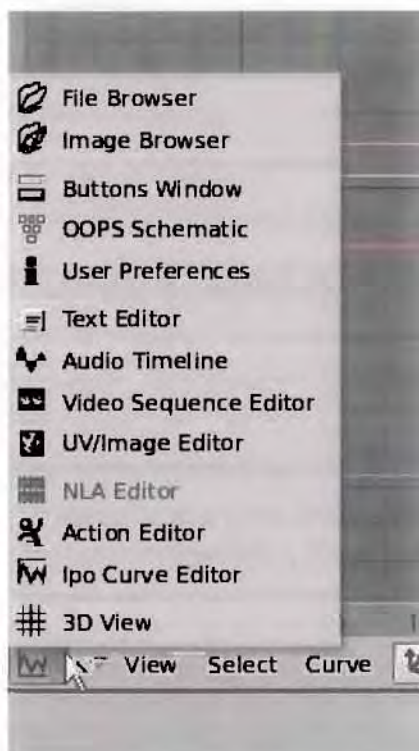 File Browser
Image Browser
Buttons Window
OOPS Schematic
User Preferences
Text Editor
Audio Timeline
Video Sequence Editor
UV/Image Editor
NLA Editor
Action Editor
Ipo Curve Editor
3D View
View Select Curve